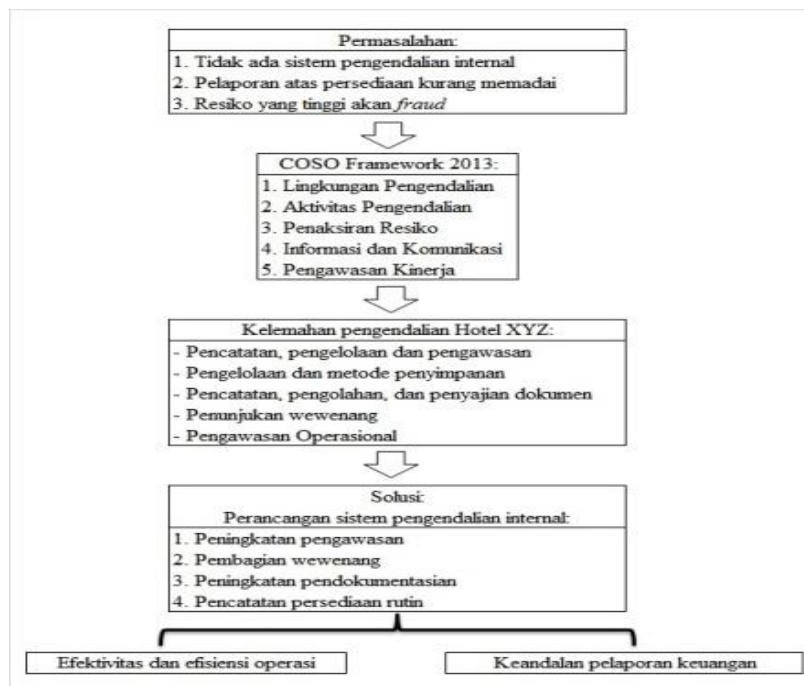 Permasalahan:
1. Tidak ada sistem pengendalian internal
2. Pelaporan atas persediaan kurang memadai
3. Resiko yang tinggi akan fraud
COSO Framework 2013:
1. Lingkungan Pengendalian
2. Aktivitas Pengendalian
3. Penaksiran Resiko
4. Informasi dan Komunikasi
5. Pengawasan Kinerja
Kelemahan pengendalian Hotel XYZ:
- Pencatatan, pengelolaan dan pengawasan
- Pengelolaan dan metode penyimpanan
- Pencatatan, pengolahan, dan penyajian dokumen
- Penunjukan wewenang
- Pengawasan Operasional
Solusi:
Perancangan sistem pengendalian internal:
1. Peningkatan pengawasan
2. Pembagian wewenang
3. Peningkatan pendokumentasian
4. Pencatatan persediaan rutin
Efektivitas dan efisiensi operasi
Keandalan pelaporan keuangan